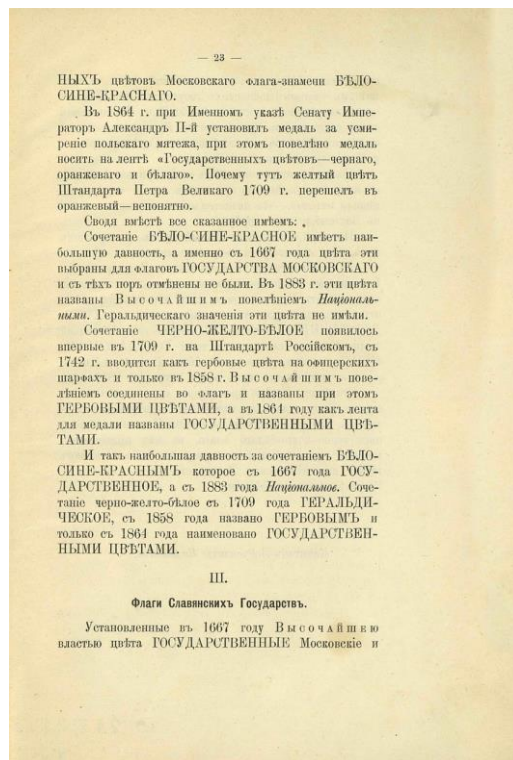 — 23 —
НЫХЪ цвѣтовъ Московскаго флага-знамени БѢЛО-
СИНЕ-КРАСНАГО.
Въ 1864 г. при Именномъ указѣ Сенату Импе-
раторъ Александръ II-й установилъ медаль за усми-
реніе польскаго мятежа, при этомъ повелѣно медаль
носить на лентѣ «Государственныхъ цвѣтовъ—чернаго,
оранжеваго и бѣлаго». Почему тутъ желтый цвѣтъ
Штандарта Петра Великаго 1709 г. перешелъ въ
оранжевый—непонятно.
Сводя вмѣстѣ все сказанное имѣемъ:
Сочетаніе БѢЛО-СИНЕ-КРАСНОЕ имѣетъ наи-
большую давность, а именно съ 1667 года цвѣта эти
выбраны для флаговъ ГОСУДАРСТВА МОСКОВСКАГО
и съ тѣхъ поръ отмѣнены не были. Въ 1883 г. эти цвѣта
названы Высочайшимъ повелѣніемъ Національ-
ными. Геральдическаго значенія эти цвѣта не имѣли.
Сочетаніе ЧЕРНО-ЖЕЛТО-БѢЛОЕ появилось
впервые въ 1709 г. на Штандартѣ Россійскомъ, съ
1742 г. вводится какъ гербовые цвѣта на офицерскихъ
шарфахъ и только въ 1858 г. Высочайшимъ пове-
лѣніемъ соединены во флагъ и названы при этомъ
ГЕРБОВЫМИ ЦВѢТАМИ, а въ 1864 году какъ лента
для медали названы ГОСУДАРСТВЕННЫМИ ЦВѢ-
ТАМИ.
И такъ наибольшая давность за сочетаніемъ БѢЛО-
СИНЕ-КРАСНЫМЪ которое съ 1667 года ГОСУ-
ДАРСТВЕННОЕ, а съ 1883 года Національное. Соче-
таніе черно-желто-бѣлое съ 1709 года ГЕРАЛЬДИ-
ЧЕСКОЕ, съ 1858 года названо ГЕРБОВЫМЪ и
только съ 1864 года наименовано ГОСУДАРСТВЕН-
НЫМИ ЦВѢТАМИ.
III.
Флаги Славянскихъ Государствъ.
Установленные въ 1667 году Высочайшею
властью цвѣта ГОСУДАРСТВЕННЫЕ Московскіе и